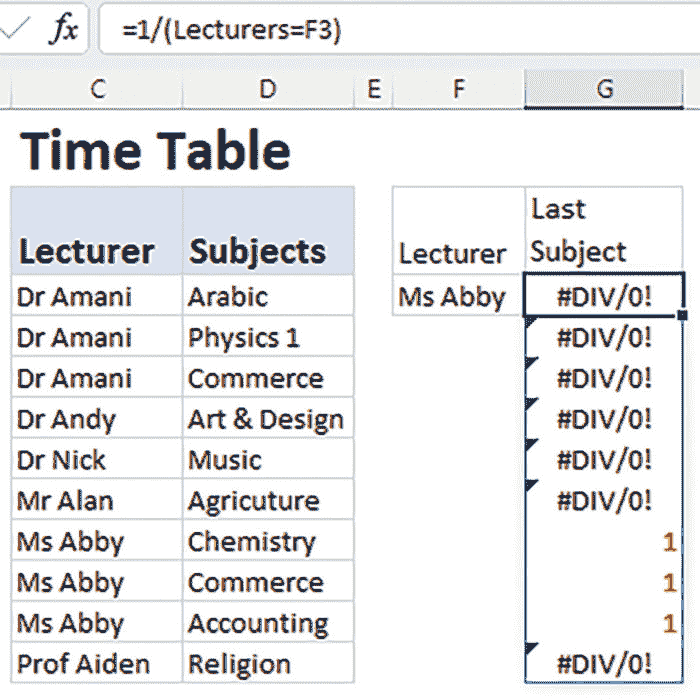 fx =1/(Lecturers=F3)
C D E F G
Time Table
Last
Lecturer Subjects Lecturer Subject
Dr Amani Arabic Ms Abby #DIV/0!
Dr Amani Physics 1 #DIV/0!
Dr Amani Commerce #DIV/0!
Dr Andy Art & Design #DIV/0!
Dr Nick Music #DIV/0!
Mr Alan Agricuture #DIV/0!
Ms Abby Chemistry 1
Ms Abby Commerce 1
Ms Abby Accounting 1
Prof Aiden Religion #DIV/0!